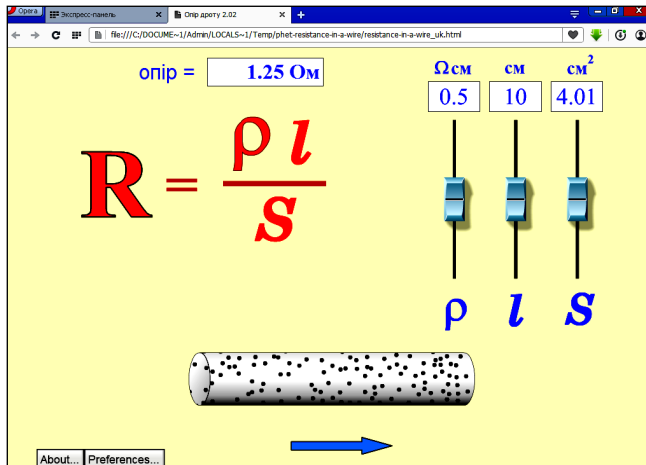 Opera Экспресс-панель Опір дроту 2.02
file:///C:/DOCUME~1/Admin/LOCALS~1/Temp/phet-resistance-in-a-wire/resistance-in-a-wire_uk.html
опір = 1.25 Ом
Ωсм см см²
0.5 10 4.01
R = ρ l
S
ρ l S
About... Preferences...